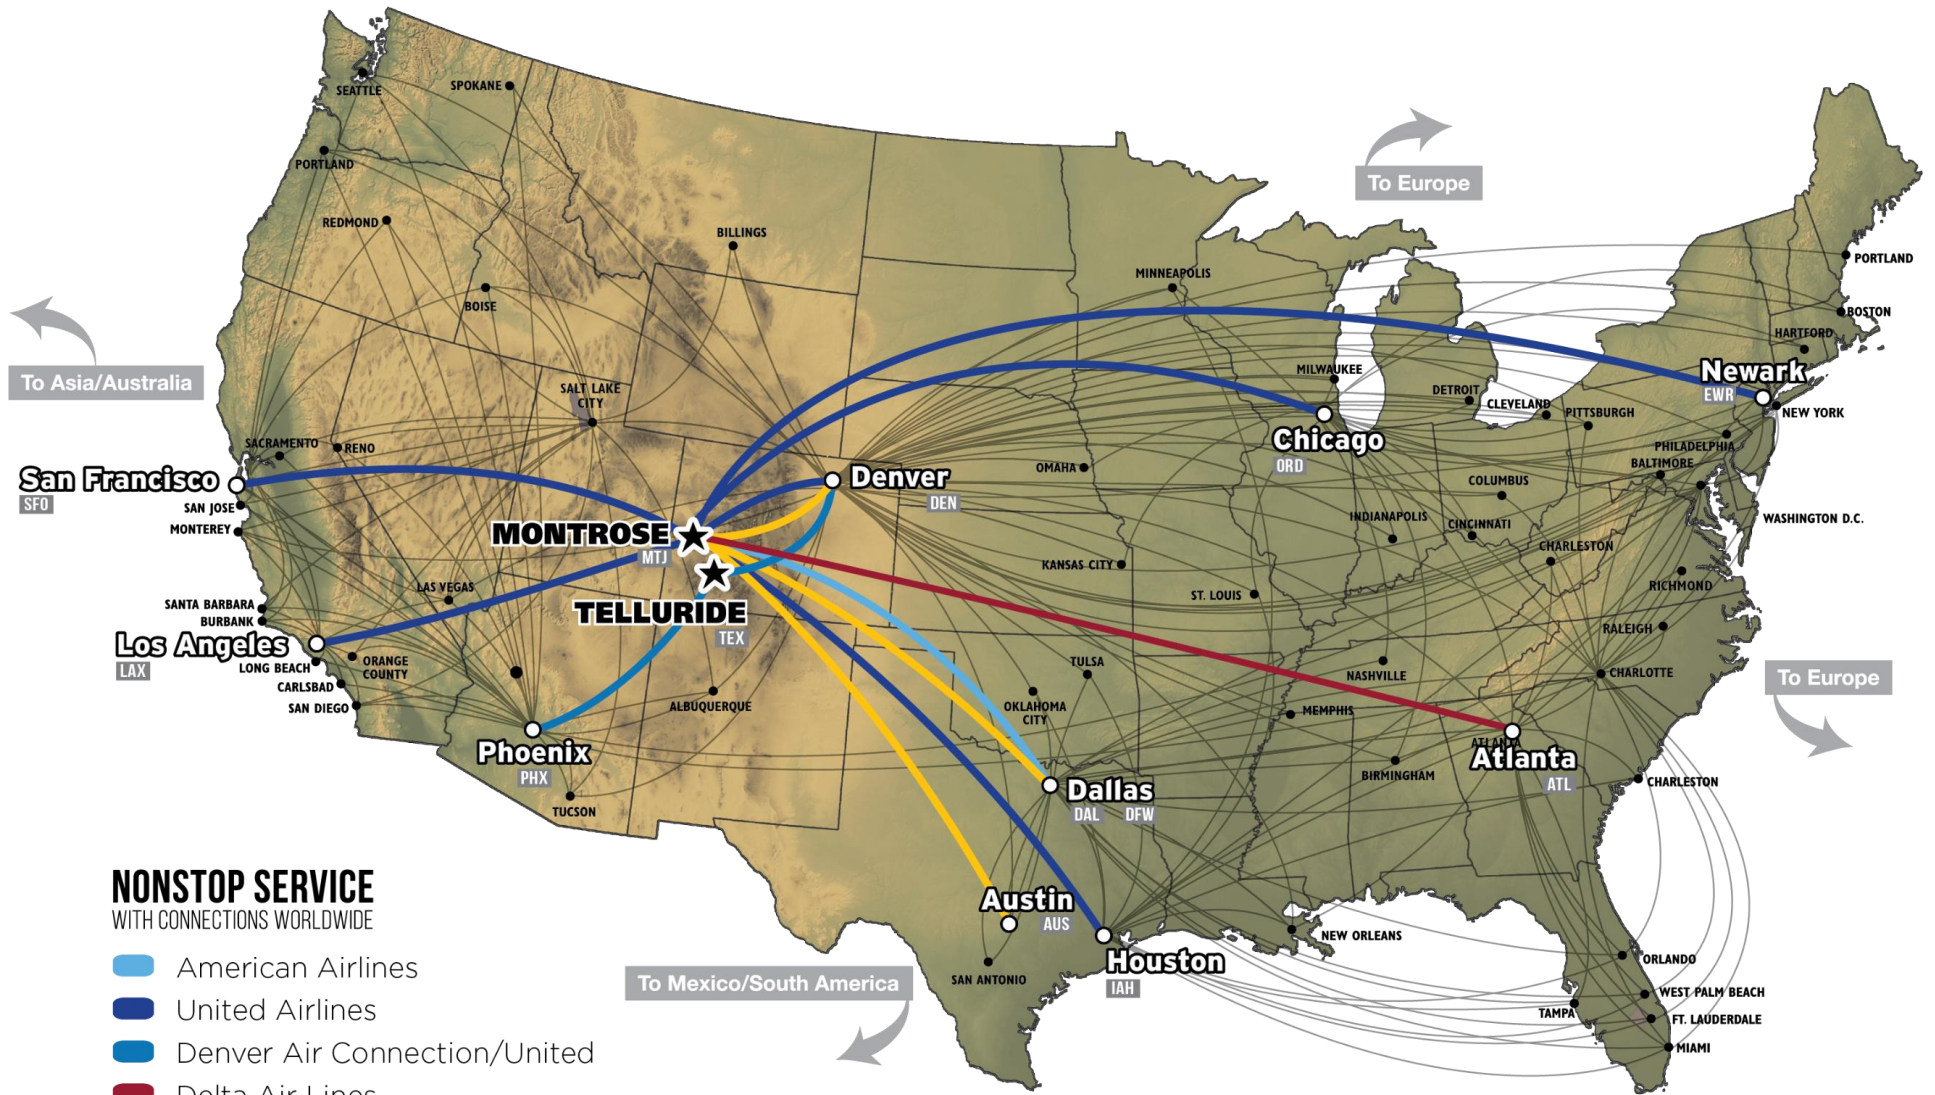 SEATTLE
SPOKANE
PORTLAND
REDMOND
BILLINGS
BOISE
To Europe
MINNEAPOLIS
PORTLAND
BOSTON
HARTFORD
To Asia/Australia
SALT LAKE
CITY
MILWAUKEE
DETROIT
CLEVELAND
PITTSBURGH
Newark
EWR
NEW YORK
PHILADELPHIA
BALTIMORE
WASHINGTON D.C.
Chicago
ORD
OMAHA
COLUMBUS
INDIANAPOLIS
CINCINNATI
CHARLESTON
RICHMOND
SACRAMENTO
RENO
San Francisco
SFO
SAN JOSE
MONTEREY
Denver
DEN
MONTROSE
MTJ
TELLURIDE
TEX
KANSAS CITY
ST. LOUIS
LAS VEGAS
SANTA BARBARA
BURBANK
Los Angeles
LAX
LONG BEACH
ORANGE
COUNTY
CARLSBAD
SAN DIEGO
RALEIGH
CHARLOTTE
To Europe
NASHVILLE
MEMPHIS
TULSA
OKLAHOMA
CITY
ALBUQUERQUE
Phoenix
PHX
TUCSON
ATLANTA
Atlanta
ATL
BIRMINGHAM
CHARLESTON
Dallas
DAL DFW
Austin
AUS
Houston
IAH
SAN ANTONIO
NEW ORLEANS
ORLANDO
WEST PALM BEACH
TAMPA
FT. LAUDERDALE
MIAMI
To Mexico/South America
NONSTOP SERVICE
WITH CONNECTIONS WORLDWIDE
American Airlines
United Airlines
Denver Air Connection/United
Delta Air Lines